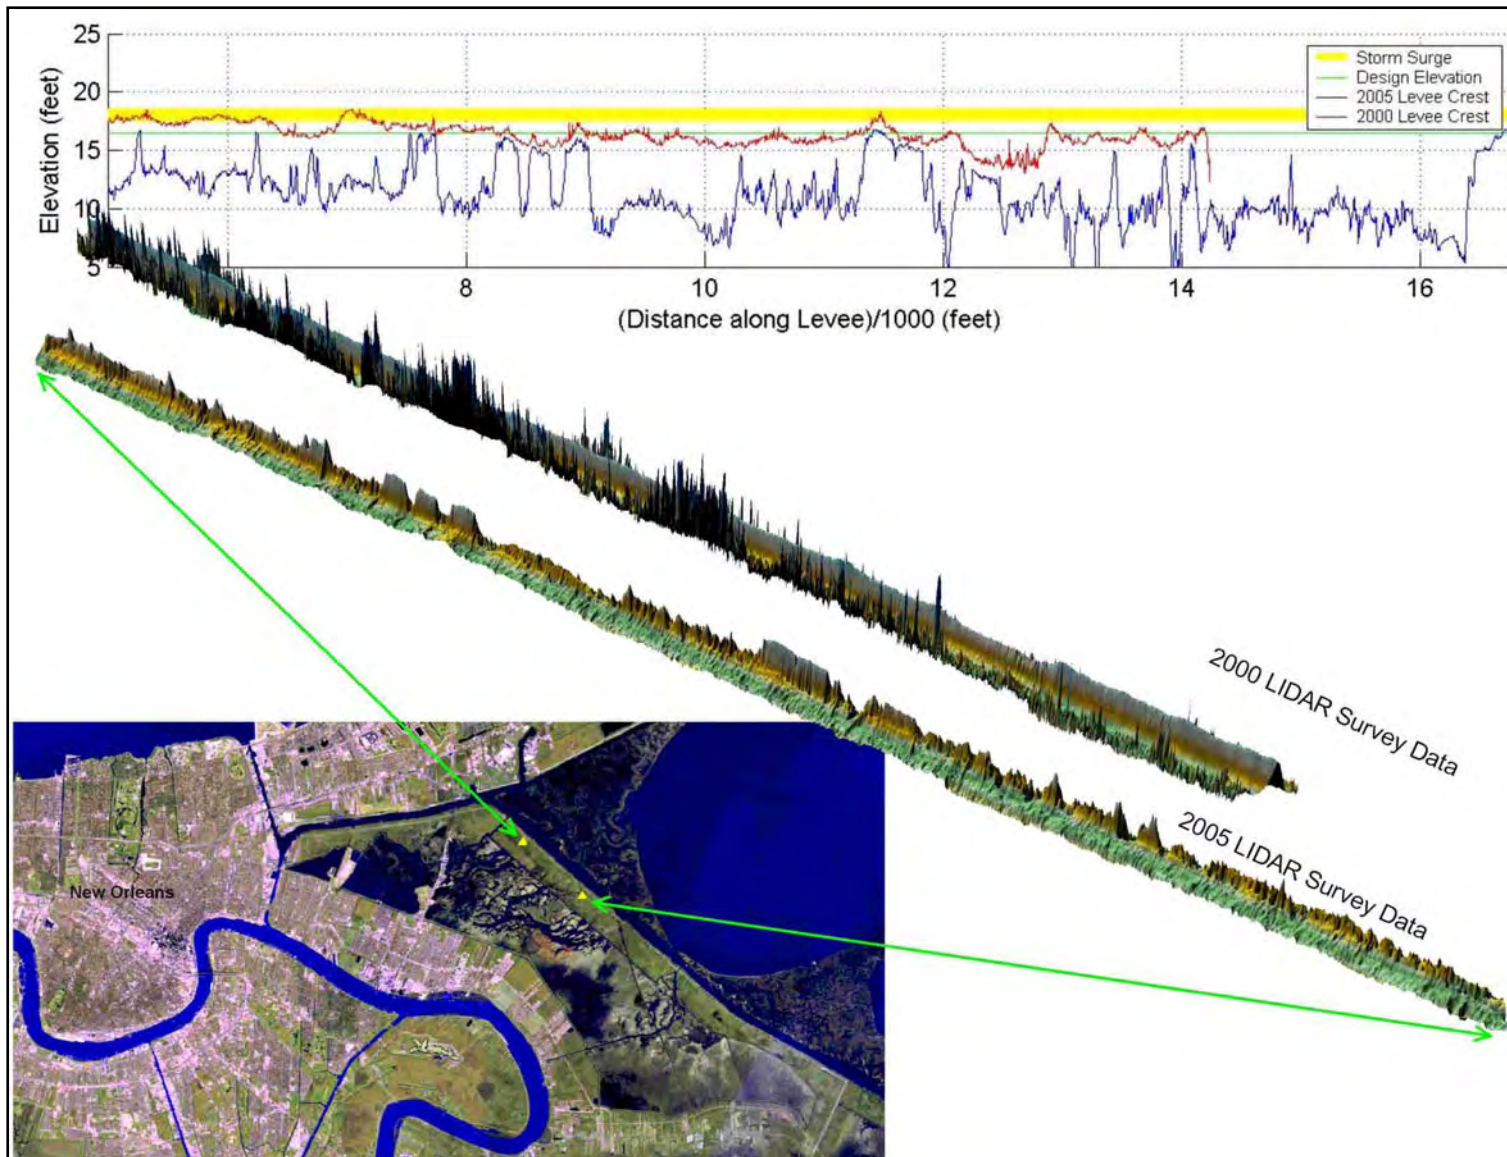 25
20
15
10
5
Elevation (feet)
Storm Surge
Design Elevation
2005 Levee Crest
2000 Levee Crest
8
10
12
14
16
(Distance along Levee)/1000 (feet)
2000 LIDAR Survey Data
2005 LIDAR Survey Data
New Orleans